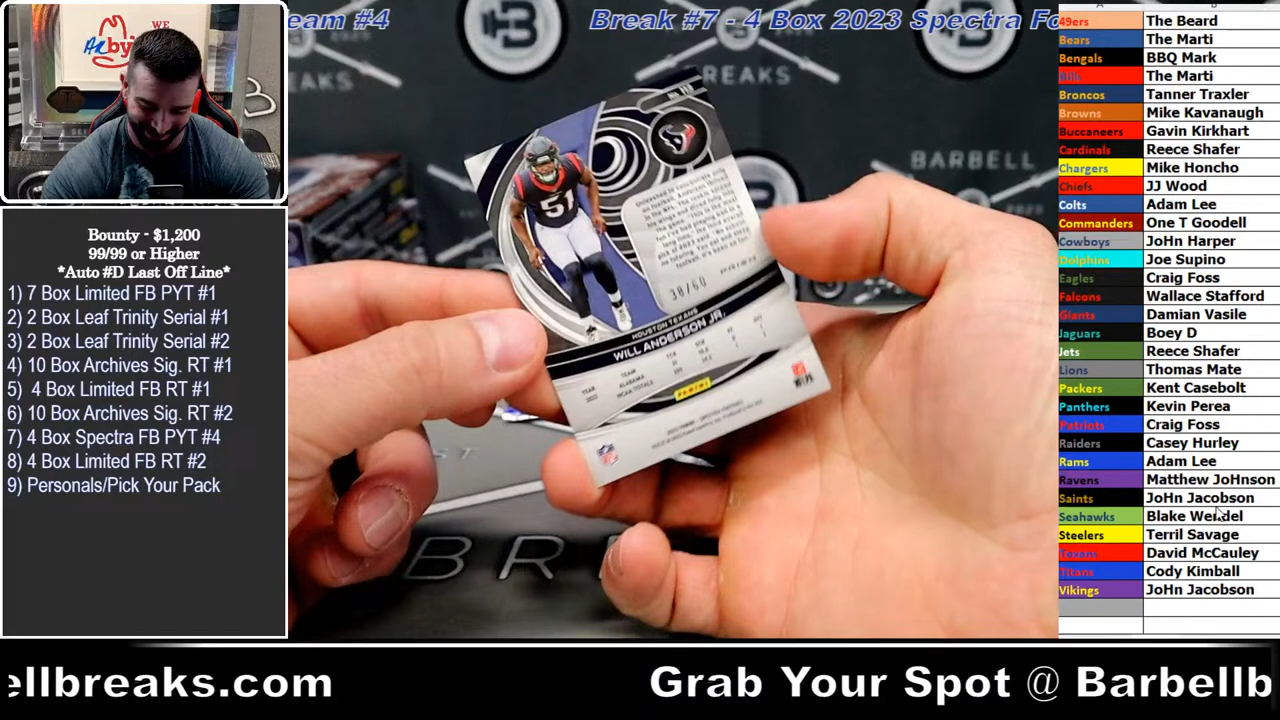 eam #4
Break #7 - 4 Box 2023 Spectra Fo
BREAKS
BARBELL
WE
Bounty - $1,200
99/99 or Higher
*Auto #D Last Off Line*
1) 7 Box Limited FB PYT #1
2) 2 Box Leaf Trinity Serial #1
3) 2 Box Leaf Trinity Serial #2
4) 10 Box Archives Sig. RT #1
5) 4 Box Limited FB RT #1
6) 10 Box Archives Sig. RT #2
7) 4 Box Spectra FB PYT #4
8) 4 Box Limited FB RT #2
9) Personals/Pick Your Pack
51
38/60
HOUSTON TEXANS
WILL ANDERSON JR.
YEAR TEAM
ALABAMA
PANINI
NFL
BR
49ers The Beard
Bears The Marti
Bengals BBQ Mark
Bills The Marti
Broncos Tanner Traxler
Browns Mike Kavanaugh
Buccaneers Gavin Kirkhart
Cardinals Reece Shafer
Chargers Mike Honcho
Chiefs JJ Wood
Colts Adam Lee
Commanders One T Goodell
Cowboys JoHn Harper
Dolphins Joe Supino
Eagles Craig Foss
Falcons Wallace Stafford
Giants Damian Vasile
Jaguars Boey D
Jets Reece Shafer
Lions Thomas Mate
Packers Kent Casebolt
Panthers Kevin Perea
Patriots Craig Foss
Raiders Casey Hurley
Rams Adam Lee
Ravens Matthew JoHnson
Saints JoHn Jacobson
Seahawks Blake Wendel
Steelers Terril Savage
Texans David McCauley
Titans Cody Kimball
Vikings JoHn Jacobson
ellbreaks.com
Grab Your Spot @ Barbellb